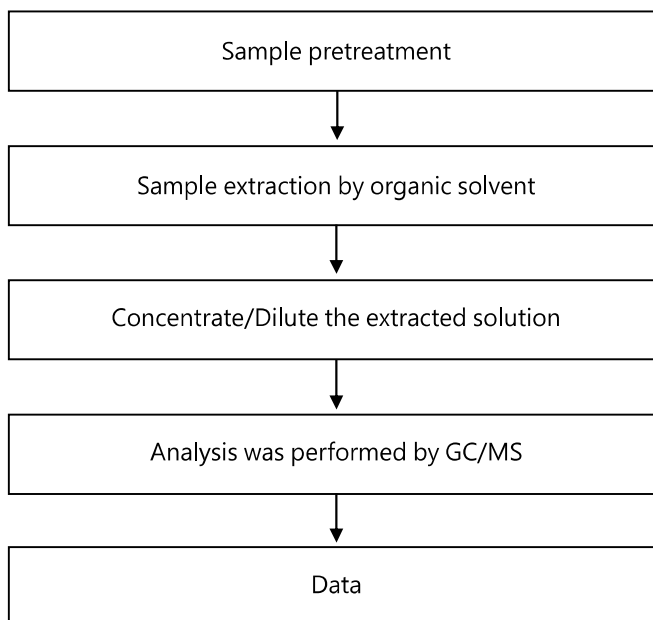 Sample pretreatment
Sample extraction by organic solvent
Concentrate/Dilute the extracted solution
Analysis was performed by GC/MS
Data